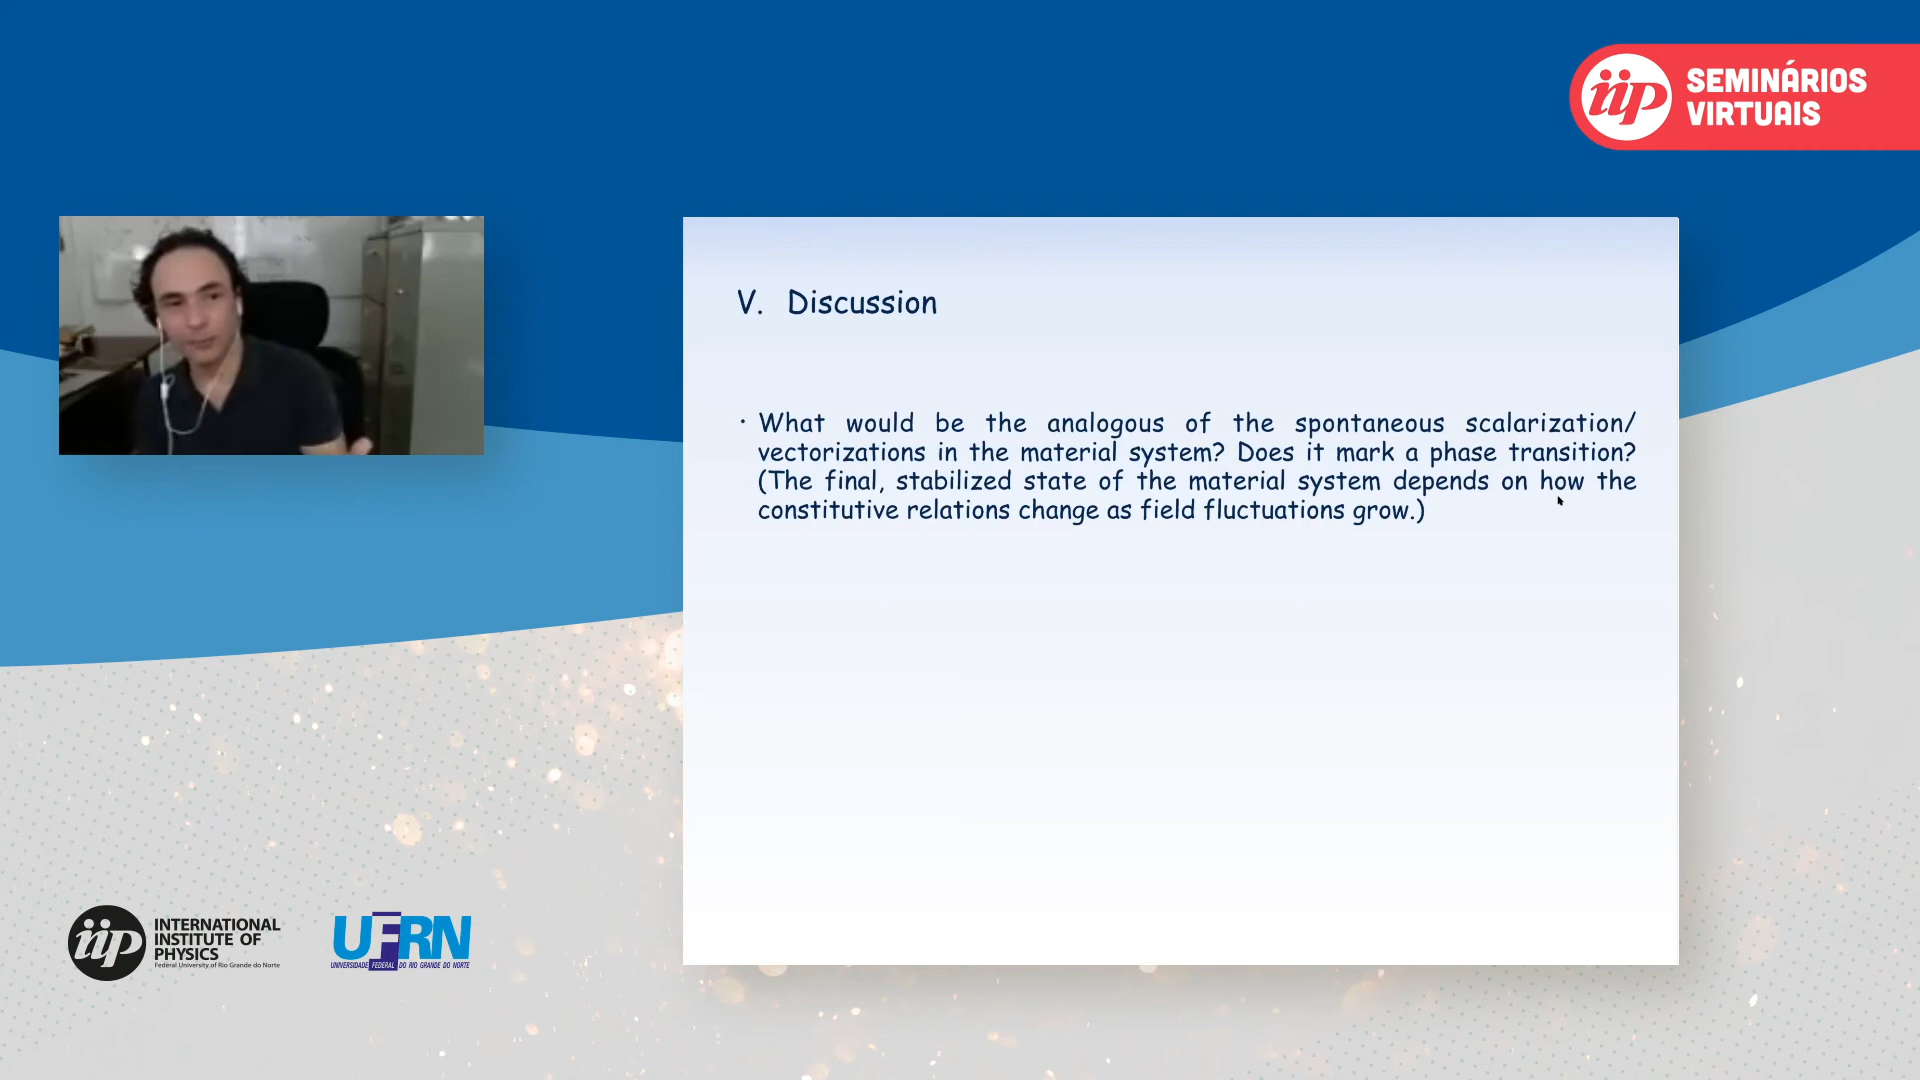 iip SEMINÁRIOS
VIRTUAIS
V. Discussion
· What would be the analogous of the spontaneous scalarization/
vectorizations in the material system? Does it mark a phase transition?
(The final, stabilized state of the material system depends on how the
constitutive relations change as field fluctuations grow.)
iip INTERNATIONAL
INSTITUTE OF
PHYSICS
Federal University of Rio Grande do Norte
UFRN
UNIVERSIDADE FEDERAL DO RIO GRANDE DO NORTE